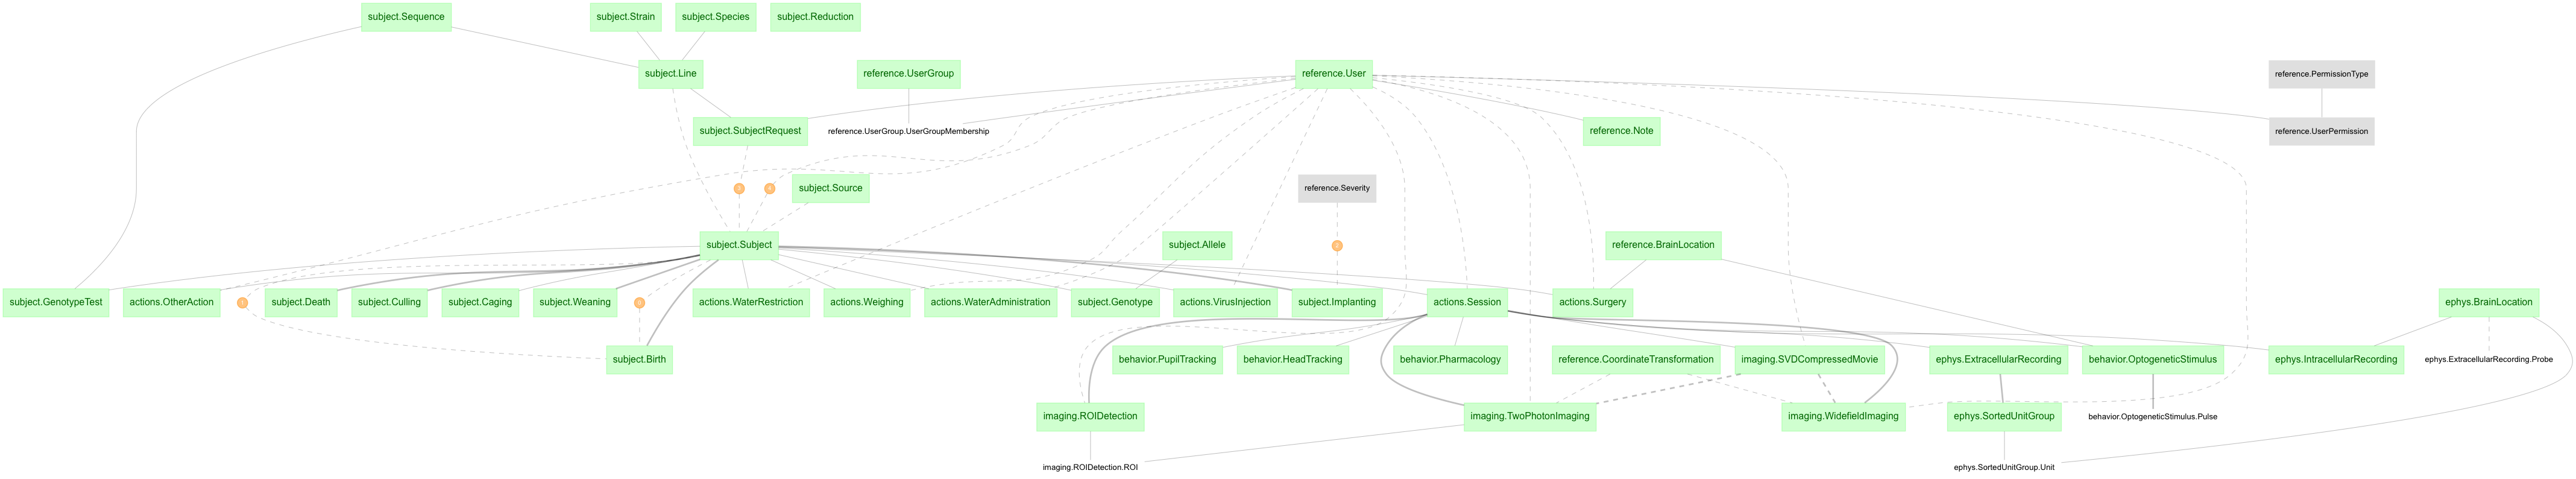 subject.Sequence
subject.Strain
subject.Species
subject.Reduction
subject.Line
reference.UserGroup
reference.User
reference.PermissionType
subject.SubjectRequest
reference.UserGroup.UserGroupMembership
reference.Note
reference.UserPermission
subject.Source
reference.Severity
subject.Subject
subject.Allele
reference.BrainLocation
subject.GenotypeTest
actions.OtherAction
subject.Death
subject.Culling
subject.Caging
subject.Weaning
actions.WaterRestriction
actions.Weighing
actions.WaterAdministration
subject.Genotype
actions.VirusInjection
subject.Implanting
actions.Session
actions.Surgery
ephys.BrainLocation
subject.Birth
behavior.PupilTracking
behavior.HeadTracking
behavior.Pharmacology
reference.CoordinateTransformation
imaging.SVDCompressedMovie
ephys.ExtracellularRecording
behavior.OptogeneticStimulus
ephys.IntracellularRecording
ephys.ExtracellularRecording.Probe
imaging.ROIDetection
imaging.TwoPhotonImaging
imaging.WidefieldImaging
ephys.SortedUnitGroup
behavior.OptogeneticStimulus.Pulse
imaging.ROIDetection.ROI
ephys.SortedUnitGroup.Unit